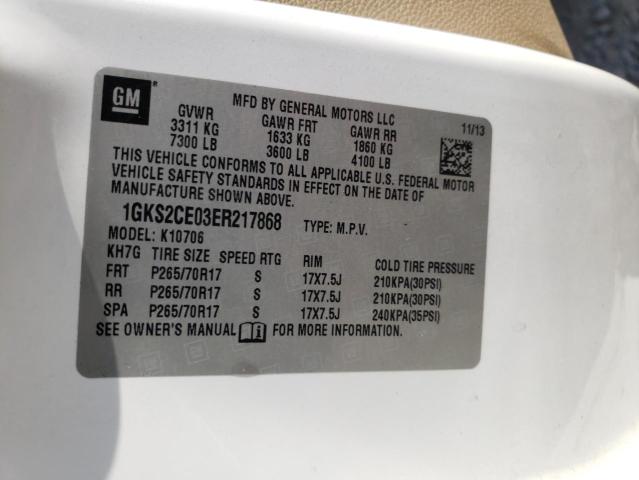 GM
MFD BY GENERAL MOTORS LLC
11/13
GVWR GAWR FRT GAWR RR
3311 KG 1633 KG 1860 KG
7300 LB 3600 LB 4100 LB
THIS VEHICLE CONFORMS TO ALL APPLICABLE U.S. FEDERAL MOTOR
VEHICLE SAFETY STANDARDS IN EFFECT ON THE DATE OF
MANUFACTURE SHOWN ABOVE.
1GKS2CE03ER217868 TYPE: M.P.V.
MODEL: K10706
KH7G TIRE SIZE SPEED RTG RIM COLD TIRE PRESSURE
FRT P265/70R17 S 17X7.5J 210KPA(30PSI)
RR P265/70R17 S 17X7.5J 210KPA(30PSI)
SPA P265/70R17 S 17X7.5J 240KPA(35PSI)
SEE OWNER'S MANUAL FOR MORE INFORMATION.